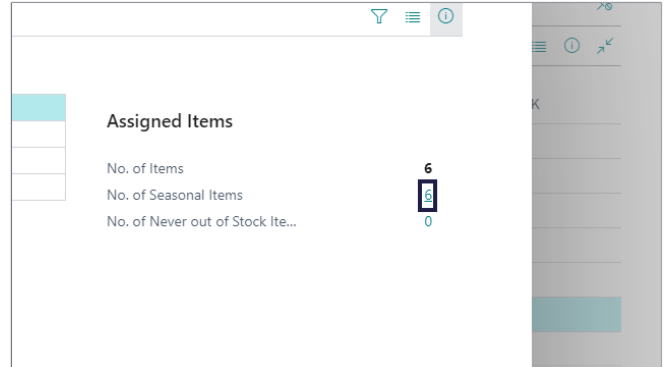 K
Assigned Items
No. of Items 6
No. of Seasonal Items 6
No. of Never out of Stock Ite... 0